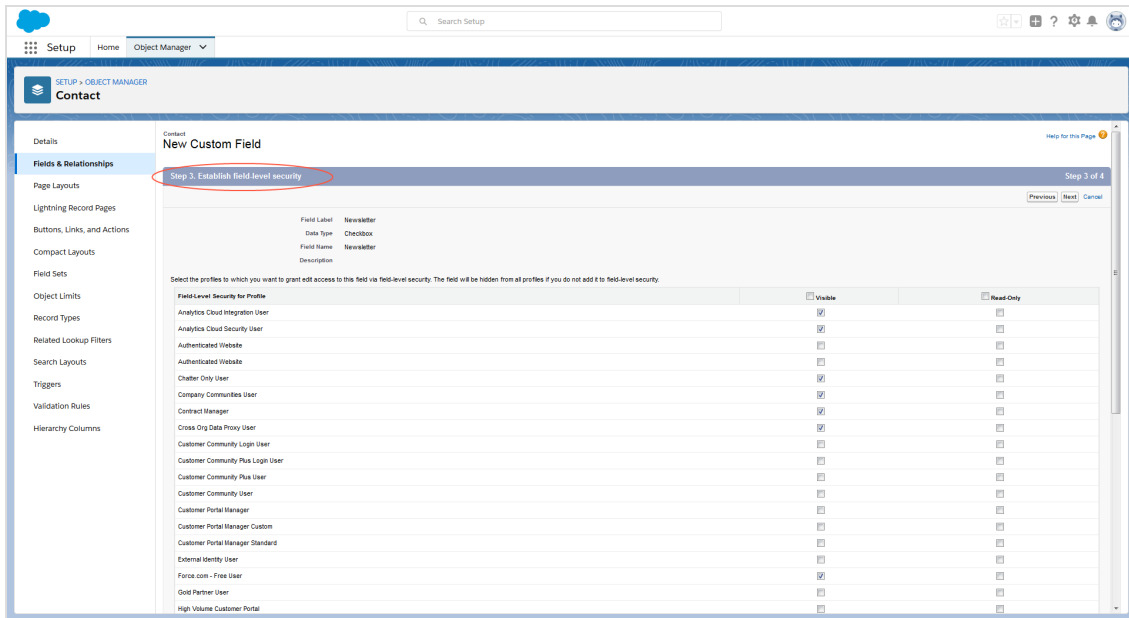 Search Setup
Setup Home Object Manager
SETUP > OBJECT MANAGER
Contact
Details
Fields & Relationships
Page Layouts
Lightning Record Pages
Buttons, Links, and Actions
Compact Layouts
Field Sets
Object Limits
Record Types
Related Lookup Filters
Search Layouts
Triggers
Validation Rules
Hierarchy Columns
Contact
New Custom Field
Help for this Page
Step 3. Establish field-level security Step 3 of 4
Previous Next Cancel
Field Label Newsletter
Data Type Checkbox
Field Name Newsletter
Description
Select the profiles to which you want to grant edit access to this field via field-level security. The field will be hidden from all profiles if you do not add it to field-level security.
Field-Level Security for Profile Visible Read-Only
Analytics Cloud Integration User
Analytics Cloud Security User
Authenticated Website
Authenticated Website
Chatter Only User
Company Communities User
Contract Manager
Cross Org Data Proxy User
Customer Community Login User
Customer Community Plus Login User
Customer Community Plus User
Customer Community User
Customer Portal Manager
Customer Portal Manager Custom
Customer Portal Manager Standard
External Identity User
Force.com - Free User
Gold Partner User
High Volume Customer Portal